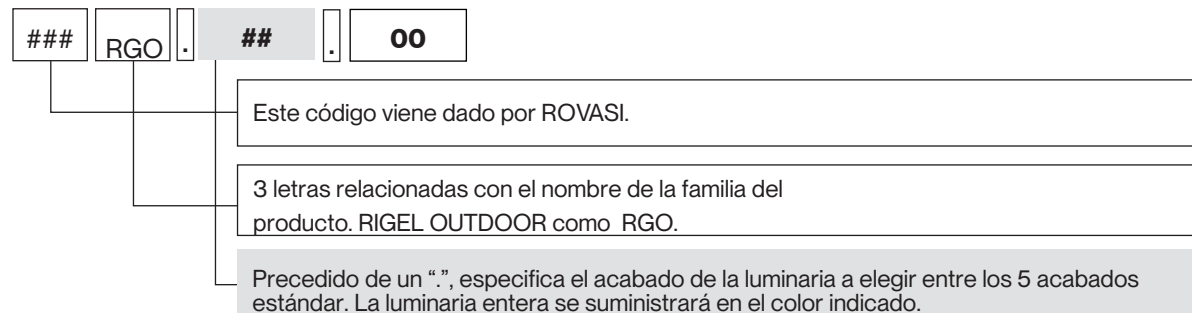 ### RGO . ## . 00
Este código viene dado por ROVASI.
3 letras relacionadas con el nombre de la familia del
producto. RIGEL OUTDOOR como RGO.
Precedido de un “.”, especifica el acabado de la luminaria a elegir entre los 5 acabados
estándar. La luminaria entera se suministrará en el color indicado.